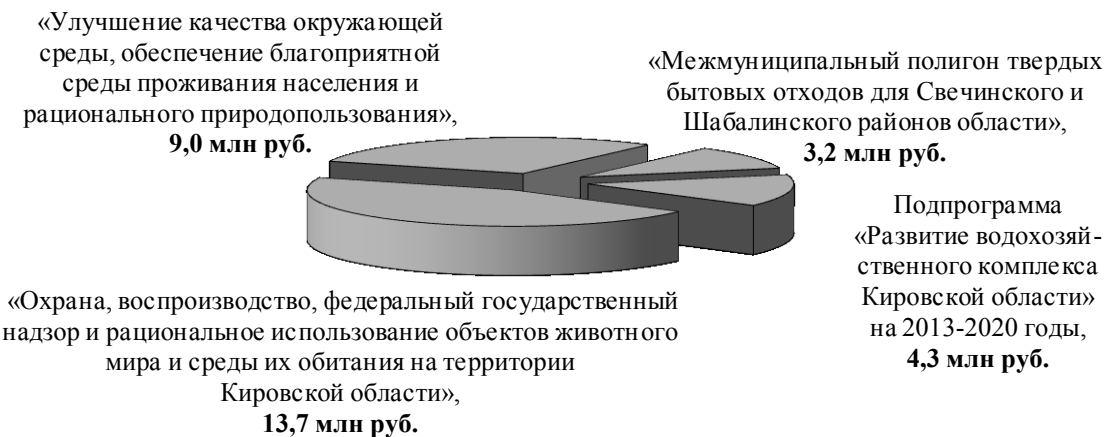 «Улучшение качества окружающей
среды, обеспечение благоприятной
среды проживания населения и
рационального природопользования»,
9,0 млн руб.
«Межмуниципальный полигон твердых
бытовых отходов для Свечинского и
Шабалинского районов области»,
3,2 млн руб.
Подпрограмма
«Развитие водохозяй-
ственного комплекса
Кировской области»
на 2013-2020 годы,
4,3 млн руб.
«Охрана, воспроизводство, федеральный государственный
надзор и рациональное использование объектов животного
мира и среды их обитания на территории
Кировской области»,
13,7 млн руб.